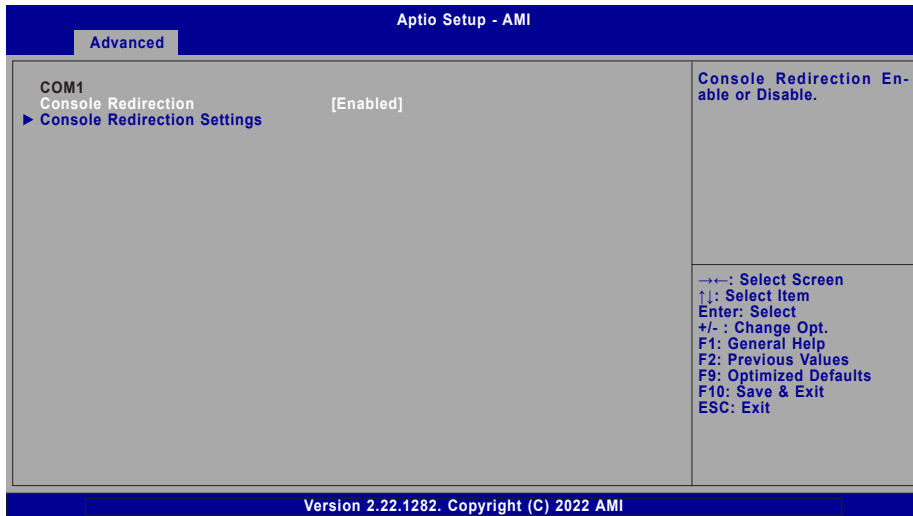 Aptio Setup - AMI
Advanced
COM1
Console Redirection [Enabled]
▶ Console Redirection Settings
Console Redirection En-
able or Disable.
→←: Select Screen
↑↓: Select Item
Enter: Select
+/- : Change Opt.
F1: General Help
F2: Previous Values
F9: Optimized Defaults
F10: Save & Exit
ESC: Exit
Version 2.22.1282. Copyright (C) 2022 AMI